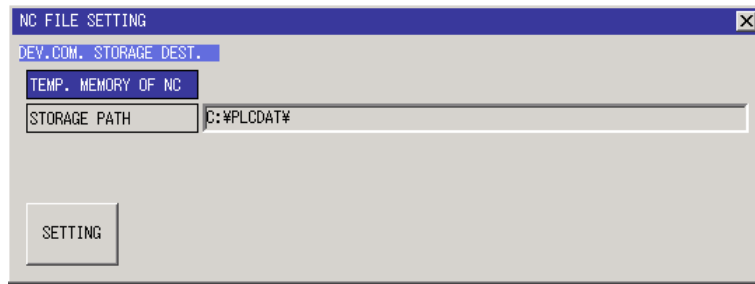 NC FILE SETTING
DEV.COM. STORAGE DEST.
TEMP. MEMORY OF NC
STORAGE PATH C:¥PLCDAT¥
SETTING